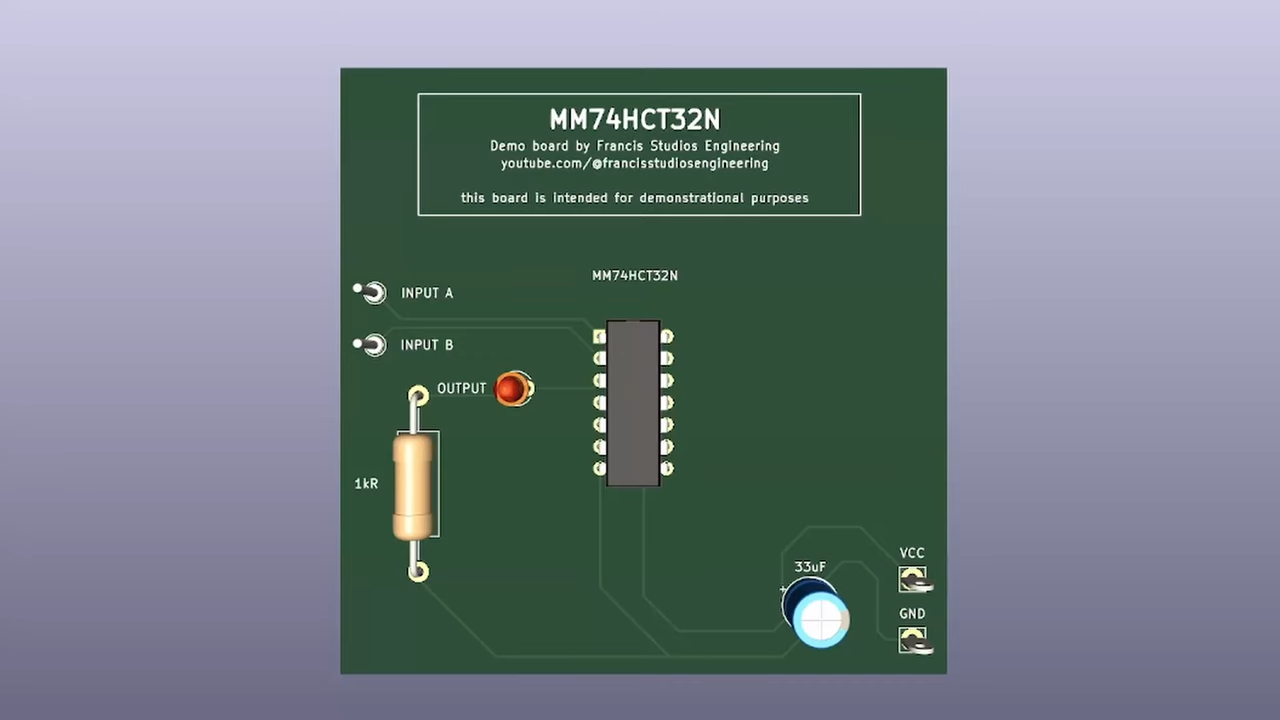 MM74HCT32N
Demo board by Francis Studios Engineering
youtube.com/@francisstudiosengineering
this board is intended for demonstrational purposes
MM74HCT32N
INPUT A
INPUT B
OUTPUT
1kR
VCC
33uF
+
GND